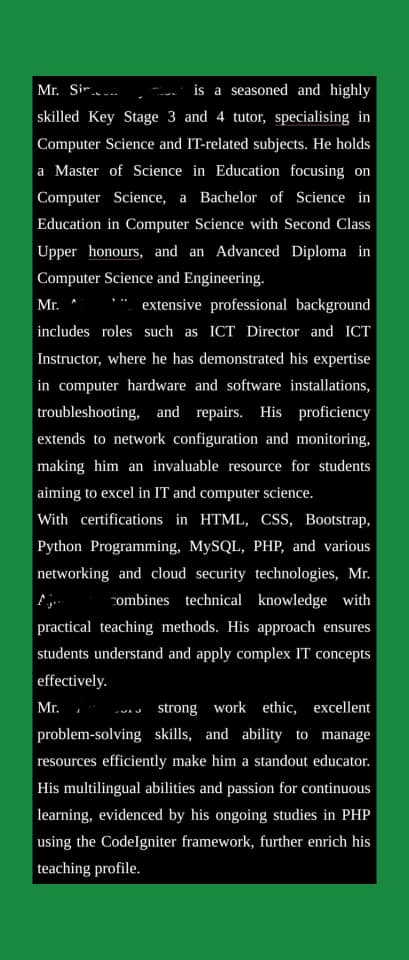 Mr. is a seasoned and highly
skilled Key Stage 3 and 4 tutor, specialising in
Computer Science and IT-related subjects. He holds
a Master of Science in Education focusing on
Computer Science, a Bachelor of Science in
Education in Computer Science with Second Class
Upper honours, and an Advanced Diploma in
Computer Science and Engineering.
Mr. extensive professional background
includes roles such as ICT Director and ICT
Instructor, where he has demonstrated his expertise
in computer hardware and software installations,
troubleshooting, and repairs. His proficiency
extends to network configuration and monitoring,
making him an invaluable resource for students
aiming to excel in IT and computer science.
With certifications in HTML, CSS, Bootstrap,
Python Programming, MySQL, PHP, and various
networking and cloud security technologies, Mr.
combines technical knowledge with
practical teaching methods. His approach ensures
students understand and apply complex IT concepts
effectively.
Mr. strong work ethic, excellent
problem-solving skills, and ability to manage
resources efficiently make him a standout educator.
His multilingual abilities and passion for continuous
learning, evidenced by his ongoing studies in PHP
using the CodeIgniter framework, further enrich his
teaching profile.